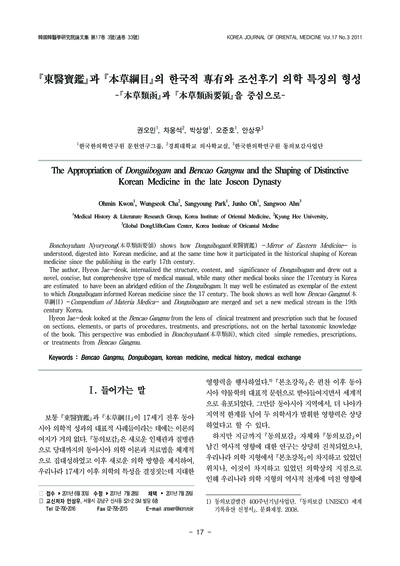 韓國韓醫學硏究院論文集 第17卷 3號(通卷 33號)
KOREA JOURNAL OF ORIENTAL MEDICINE Vol.17 No.3 2011
『東醫寶鑑』과 『本草綱目』의 한국적 專有와 조선후기 의학 특징의 형성
-『本草類函』과 『本草類函要領』을 중심으로-
권오민¹, 차웅석², 박상영¹, 오준호¹, 안상우³
¹한국한의학연구원 문헌연구그룹, ²경희대학교 의사학교실, ³한국한의학연구원 동의보감사업단
The Appropriation of Donguibogam and Bencao Gangmu and the Shaping of Distinctive
Korean Medicine in the late Joseon Dynasty
Ohmin Kwon¹, Wungseok Cha², Sangyoung Park¹, Junho Oh¹, Sangwoo Ahn³
¹Medical History & Literature Research Group, Korea Institute of Oriental Medicine, ²Kyung Hee University,
³Global DongUiBoGam Center, Korea Institute of Oriental Medisine
Bonchoyuham Nyoryeong(本草類函要領) shows how Donguibogam(東醫寶鑑) -Mirror of Eastern Medicine- is
understood, digested into Korean medicine, and at the same time how it participated in the historical shaping of Korean
medicine since the publishing in the early 17th century.
The author, Hyeon Jae-deok, internalized the structure, content, and significance of Donguibogam and drew out a
novel, concise, but comprehensive type of medical manual, while many other medical books since the 17century in Korea
are estimated to have been an abridged edition of the Donguibogam. It may well be estimated as exemplar of the extent
to which Donguibogam informed Korean medicine since the 17 century. The book shows as well how Bencao Gangmu(本
草綱目) -Compendium of Materia Medica- and Donguibogam are merged and set a new medical stream in the 19th
century Korea.
Hyeon Jae-deok looked at the Bencao Gangmu from the lens of clinical treatment and prescription such that he focused
on sections, elements, or parts of procedures, treatments, and prescriptions, not on the herbal taxonomic knowledge
of the book. This perspective was embodied in Bonchoyuham(本草類函), which cited simple remedies, prescriptions,
or treatments from Bencao Gangmu.
Keywords : Bencao Gangmu, Donguibogam, korean medicine, medical history, medical exchange
Ⅰ. 들어가는 말
보통 『東醫寶鑑』과 『本草綱目』이 17세기 전후 동아
시아 의학적 성과의 대표적 사례들이라는 데에는 이론의
여지가 거의 없다. 『동의보감』은 새로운 인체관과 질병관
으로 당대까지의 동아시아 의학 이론과 치료법을 체계적
으로 집대성하였고 이후 새로운 의학 방향을 제시하여,
우리나라 17세기 이후 의학의 특성을 결정짓는데 지대한
· 접수 ▸ 2011년 6월 30일 수정 ▸ 2011년 7월 28일 채택 ▸ 2011년 7월 29일
· 교신저자 안상우,
영향력을 행사하였다.¹⁾ 『본초강목』은 편찬 이후 동아
시아 약물학의 대표적 문헌으로 받아들여지면서 세계적
으로 유포되었다. 그만큼 동아시아 지역에서, 더 나아가
지역적 한계를 넘어 두 의학서가 발휘한 영향력은 상당
하였다고 할 수 있다.
하지만 지금까지 『동의보감』 자체와 『동의보감』이
남긴 역사적 영향에 대한 연구는 상당히 진척되었으나,
우리나라 의학 지형에서 『본초강목』이 차지하고 있었던
위치나, 이것이 차지하고 있었던 의학상의 지점으로
인해 우리나라 의학 지형의 역사적 전개에 미친 영향에
1) 동의보감발간 400주년기념사업단, 『동의보감 UNESCO 세계
기록유산 신청서』, 문화재청. 2008.
- 17 -